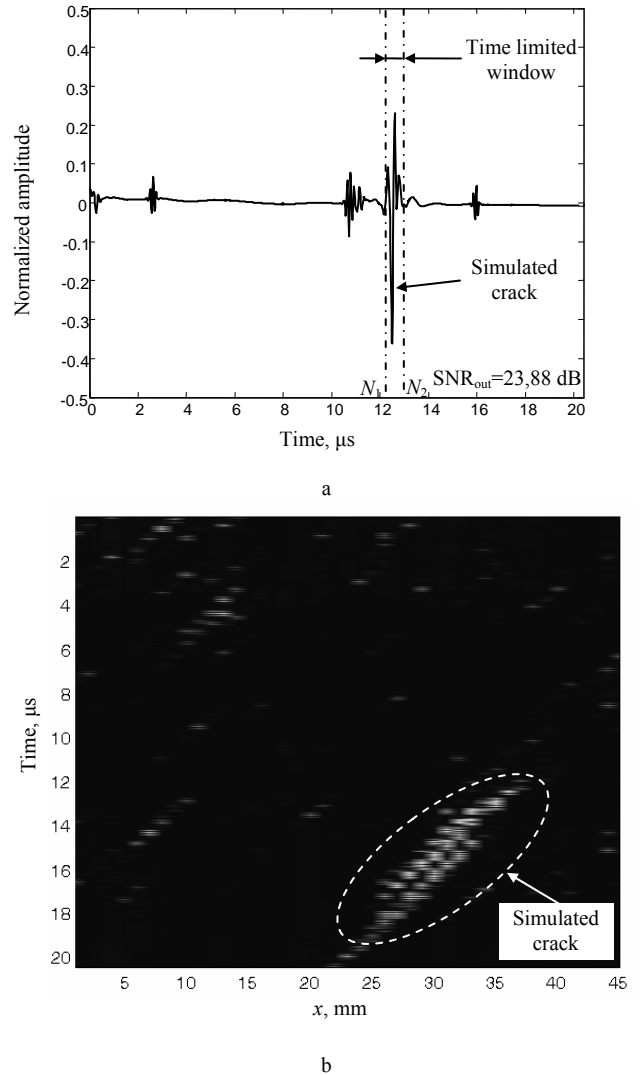 0.5
0.4
0.3
0.2
0.1
0
-0.1
-0.2
-0.3
-0.4
-0.5
Normalized amplitude
Time limited
window
Simulated
crack
N1
N2
SNRout=23,88 dB
0 2 4 6 8 10 12 14 16 18 20
Time, μs
a
2
4
6
8
10
12
14
16
18
20
Time, μs
Simulated
crack
5 10 15 20 25 30 35 40 45
x, mm
b